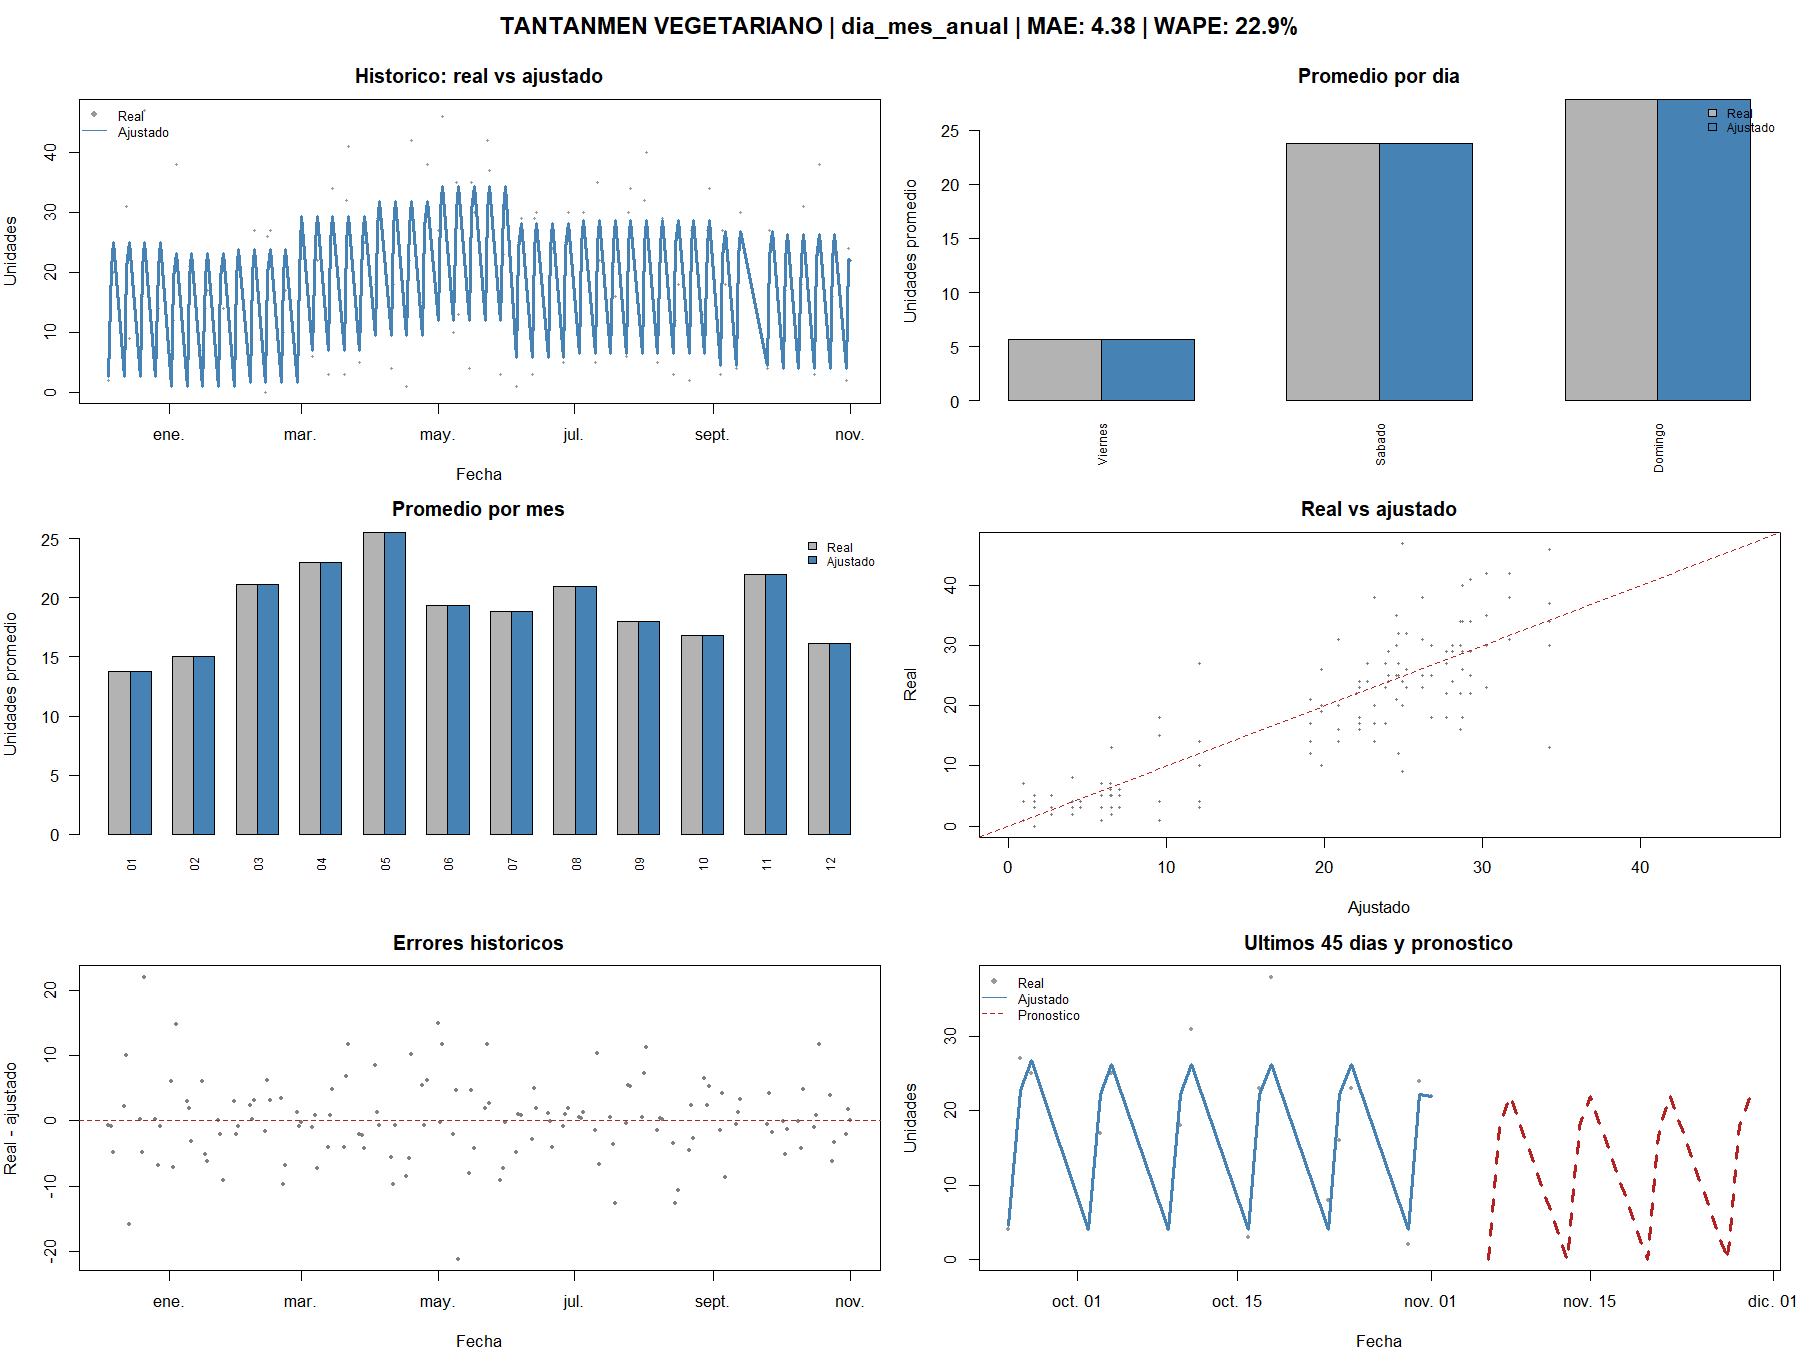 TANTANMEN VEGETARIANO | dia_mes_anual | MAE: 4.38 | WAPE: 22.9%
Historico: real vs ajustado
Real
Ajustado
Unidades
0
10
20
30
40
ene.
mar.
may.
jul.
sept.
nov.
Fecha
Promedio por dia
Real
Ajustado
Unidades promedio
0
5
10
15
20
25
Viernes
Sabado
Domingo
Promedio por mes
Real
Ajustado
Unidades promedio
0
5
10
15
20
25
01
02
03
04
05
06
07
08
09
10
11
12
Real vs ajustado
Real
0
10
20
30
40
0
10
20
30
40
Ajustado
Errores historicos
Real - ajustado
-20
-10
0
10
20
ene.
mar.
may.
jul.
sept.
nov.
Fecha
Ultimos 45 dias y pronostico
Real
Ajustado
Pronostico
Unidades
0
10
20
30
oct. 01
oct. 15
nov. 01
nov. 15
dic. 01
Fecha